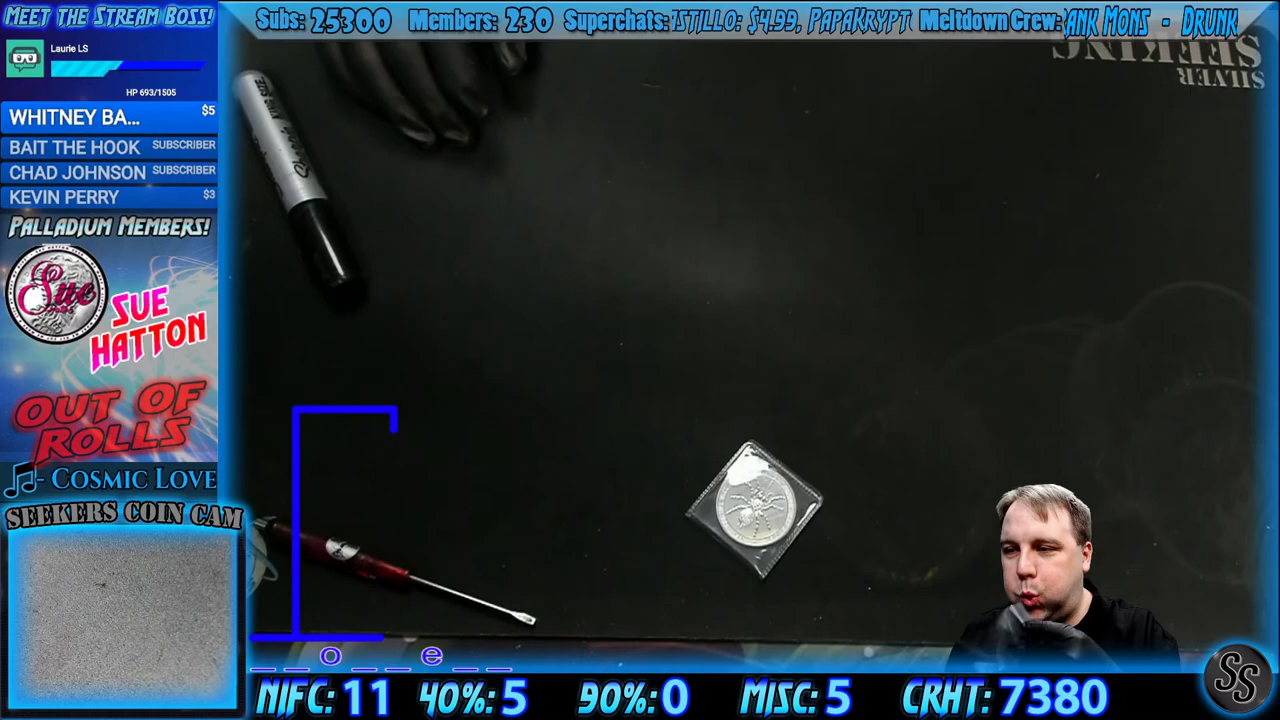 MEET THE STREAM BOSS!
Subs: 25300 Members: 230 Superchats: ISTILLO: $4.99, PAPAKRYPT Meltdown Crew: ANK MONS - DRUNK
Laurie LS
HP 693/1505
WHITNEY BA... $5
BAIT THE HOOK SUBSCRIBER
CHAD JOHNSON SUBSCRIBER
KEVIN PERRY $3
PALLADIUM MEMBERS!
Sue
SUE
HATTON
OUT OF
ROLLS
- COSMIC LOVE
SEEKERS COIN CAM
SILVER
SEEKING
_ _ o _ _ e _ _
NIFC: 11 40%: 5 90%: 0 MISC: 5 CRHT: 7380
SS